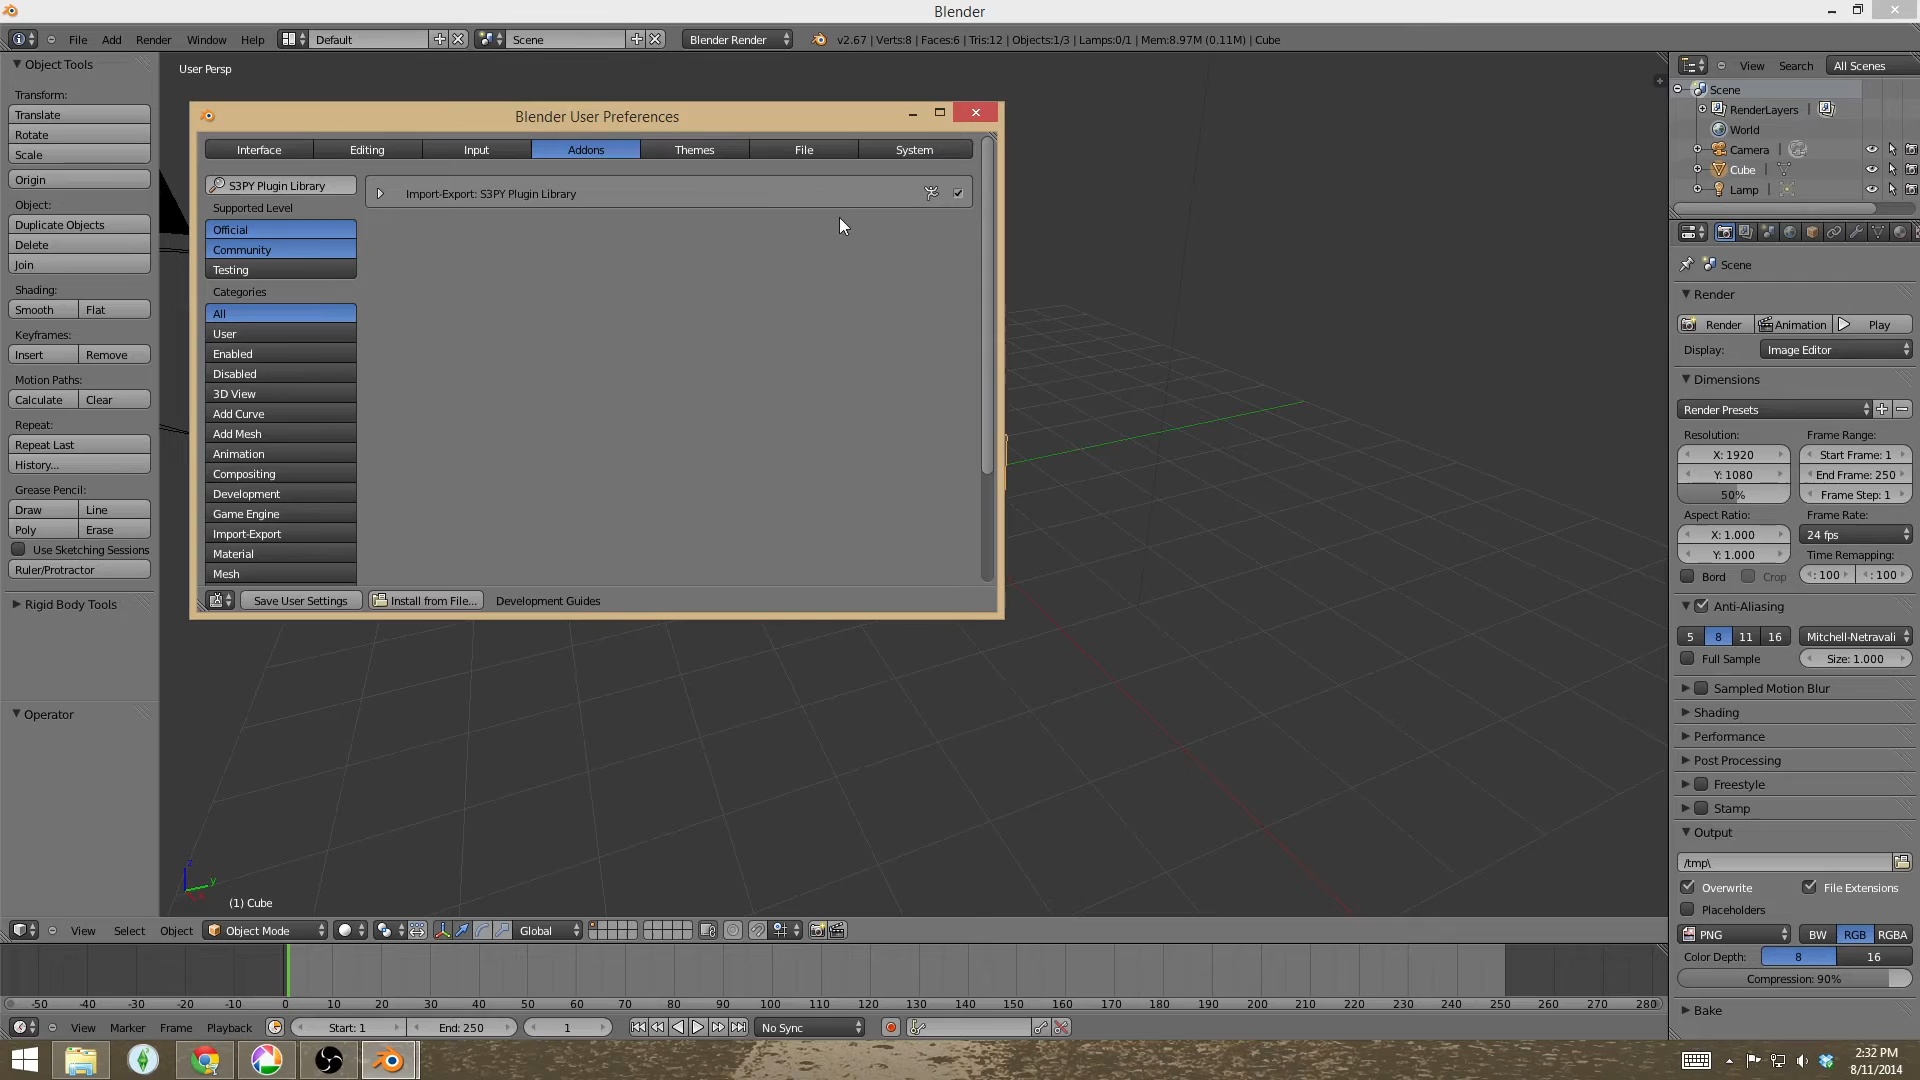 Blender
File Add Render Window Help Default Scene Blender Render v2.67 | Verts:8 | Faces:6 | Tris:12 | Objects:1/3 | Lamps:0/1 | Mem:8.97M (0.11M) | Cube
Object Tools
Transform:
Translate
Rotate
Scale
Origin
Object:
Duplicate Objects
Delete
Join
Shading:
Smooth Flat
Keyframes:
Insert Remove
Motion Paths:
Calculate Clear
Repeat:
Repeat Last
History...
Grease Pencil:
Draw Line
Poly Erase
Use Sketching Sessions
Ruler/Protractor
Rigid Body Tools
Operator
User Persp
Blender User Preferences
Interface Editing Input Addons Themes File System
S3PY Plugin Library
Import-Export: S3PY Plugin Library
Supported Level
Official
Community
Testing
Categories
All
User
Enabled
Disabled
3D View
Add Curve
Add Mesh
Animation
Compositing
Development
Game Engine
Import-Export
Material
Mesh
Save User Settings Install from File... Development Guides
z
y
x
(1) Cube
View Search All Scenes
Scene
RenderLayers
World
Camera
Cube
Lamp
Scene
Render
Render Animation Play
Display: Image Editor
Dimensions
Render Presets
Resolution: Frame Range:
X: 1920 Start Frame: 1
Y: 1080 End Frame: 250
50% Frame Step: 1
Aspect Ratio: Frame Rate:
X: 1.000 24 fps
Y: 1.000 Time Remapping:
Bord Crop : 100 : 100
Anti-Aliasing
5 8 11 16 Mitchell-Netravali
Full Sample Size: 1.000
Sampled Motion Blur
Shading
Performance
Post Processing
Freestyle
Stamp
Output
/tmp\
Overwrite File Extensions
Placeholders
PNG BW RGB RGBA
Color Depth: 8 16
Compression: 90%
Bake
View Select Object Object Mode Global
-50 -40 -30 -20 -10 0 10 20 30 40 50 60 70 80 90 100 110 120 130 140 150 160 170 180 190 200 210 220 230 240 250 260 270 280
View Marker Frame Playback Start: 1 End: 250 1 No Sync
2:32 PM
8/11/2014